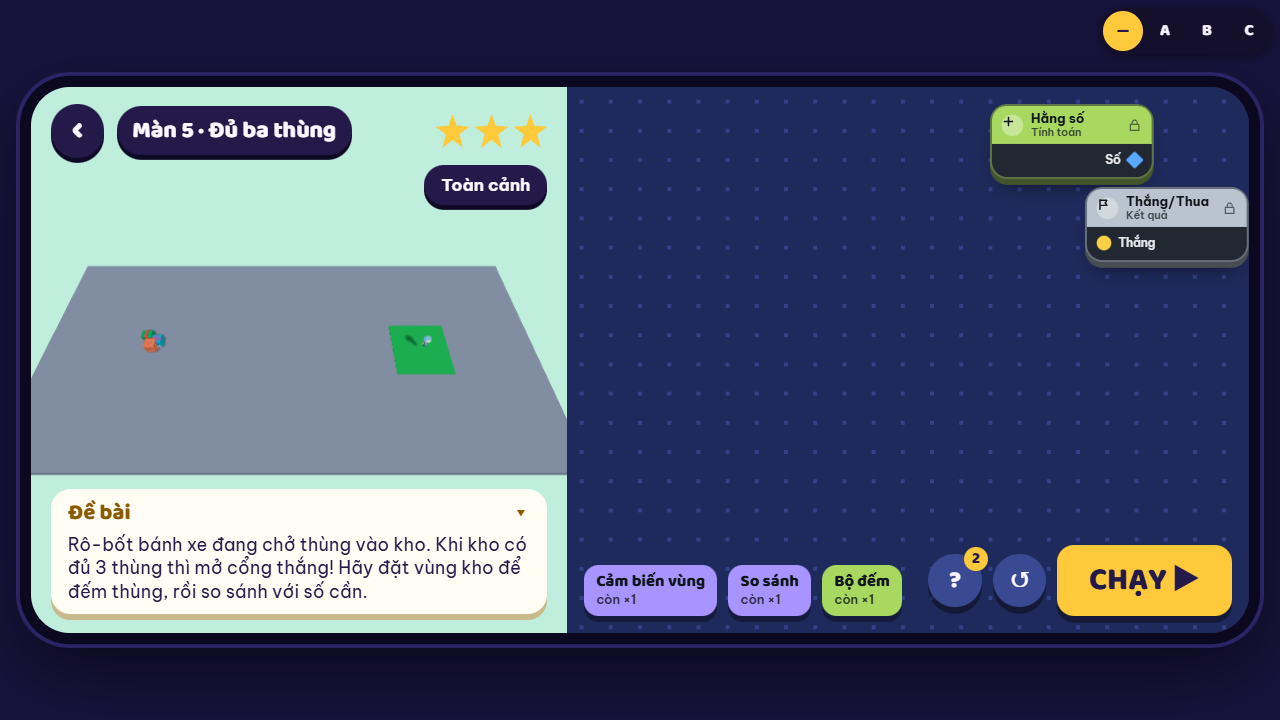 A
B
C
Màn 5 · Đủ ba thùng
Toàn cảnh
Hằng số
Tính toán
Số
Thắng/Thua
Kết quả
Thắng
Đề bài
Rô-bốt bánh xe đang chở thùng vào kho. Khi kho có
đủ 3 thùng thì mở cổng thắng! Hãy đặt vùng kho để
đếm thùng, rồi so sánh với số cần.
Cảm biến vùng
còn ×1
So sánh
còn ×1
Bộ đếm
còn ×1
?
2
CHẠY